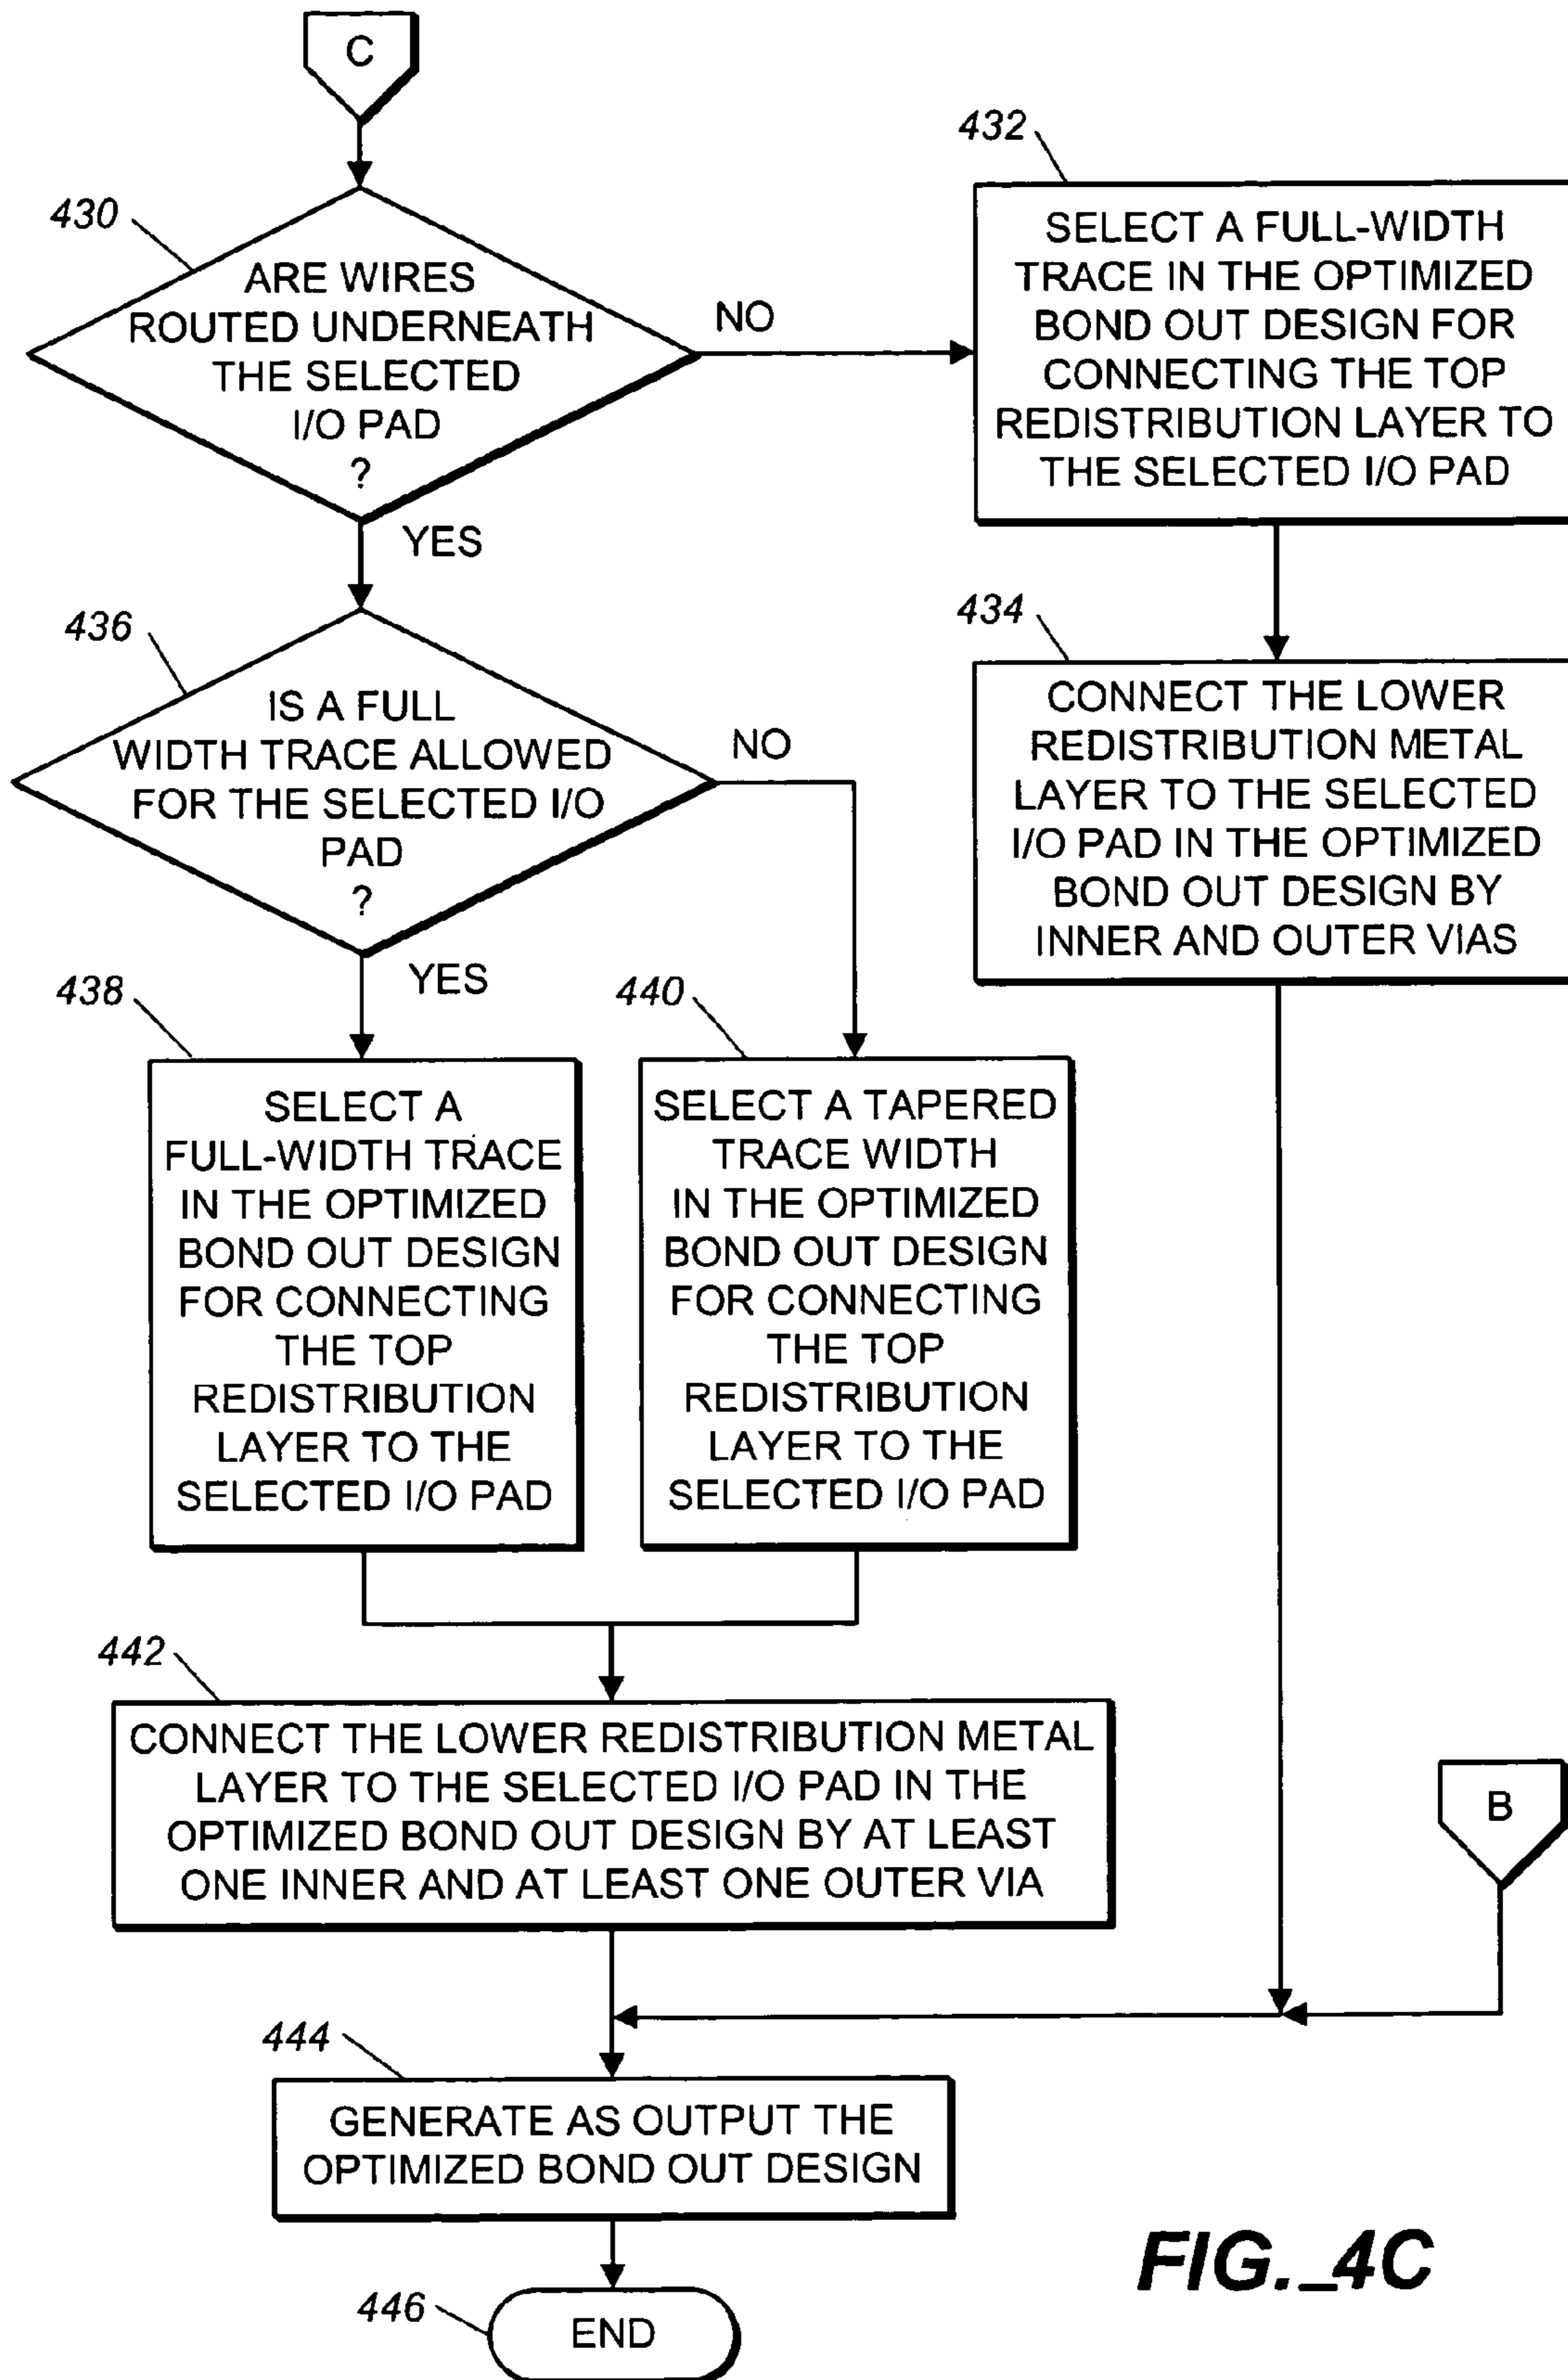 C
430
ARE WIRES
ROUTED UNDERNEATH
THE SELECTED
I/O PAD
?
NO
YES
432
SELECT A FULL-WIDTH
TRACE IN THE OPTIMIZED
BOND OUT DESIGN FOR
CONNECTING THE TOP
REDISTRIBUTION LAYER TO
THE SELECTED I/O PAD
434
CONNECT THE LOWER
REDISTRIBUTION METAL
LAYER TO THE SELECTED
I/O PAD IN THE OPTIMIZED
BOND OUT DESIGN BY
INNER AND OUTER VIAS
436
IS A FULL
WIDTH TRACE ALLOWED
FOR THE SELECTED I/O
PAD
?
NO
YES
438
SELECT A
FULL-WIDTH TRACE
IN THE OPTIMIZED
BOND OUT DESIGN
FOR CONNECTING
THE TOP
REDISTRIBUTION
LAYER TO THE
SELECTED I/O PAD
440
SELECT A TAPERED
TRACE WIDTH
IN THE OPTIMIZED
BOND OUT DESIGN
FOR CONNECTING
THE TOP
REDISTRIBUTION
LAYER TO THE
SELECTED I/O PAD
442
CONNECT THE LOWER REDISTRIBUTION METAL
LAYER TO THE SELECTED I/O PAD IN THE
OPTIMIZED BOND OUT DESIGN BY AT LEAST
ONE INNER AND AT LEAST ONE OUTER VIA
B
444
GENERATE AS OUTPUT THE
OPTIMIZED BOND OUT DESIGN
446
END
FIG._4C